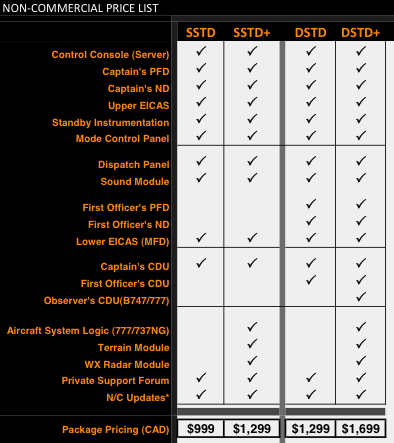 NON-COMMERCIAL PRICE LIST
SSTD SSTD+ DSTD DSTD+
Control Console (Server) ✓ ✓ ✓ ✓
Captain's PFD ✓ ✓ ✓ ✓
Captain's ND ✓ ✓ ✓ ✓
Upper EICAS ✓ ✓ ✓ ✓
Standby Instrumentation ✓ ✓ ✓ ✓
Mode Control Panel ✓ ✓ ✓ ✓
Dispatch Panel ✓ ✓ ✓ ✓
Sound Module ✓ ✓ ✓ ✓
First Officer's PFD ✓ ✓
First Officer's ND ✓ ✓
Lower EICAS (MFD) ✓ ✓ ✓ ✓
Captain's CDU ✓ ✓ ✓ ✓
First Officer's CDU ✓ ✓
Observer's CDU(B747/777) ✓
Aircraft System Logic (777/737NG) ✓ ✓
Terrain Module ✓ ✓
WX Radar Module ✓ ✓
Private Support Forum ✓ ✓ ✓ ✓
N/C Updates* ✓ ✓ ✓ ✓
Package Pricing (CAD) $999 $1,299 $1,299 $1,699